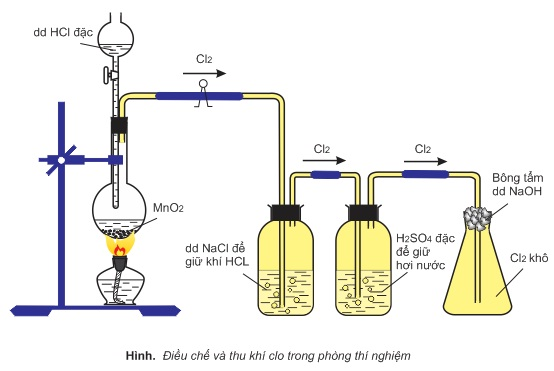 dd HCl đặc
Cl2
Cl2
Cl2
MnO2
Bông tẩm
dd NaOH
dd NaCl để
giữ khí HCL
H2SO4 đặc
để giữ
hơi nước
Cl2 khô
Hình. Điều chế và thu khí clo trong phòng thí nghiệm